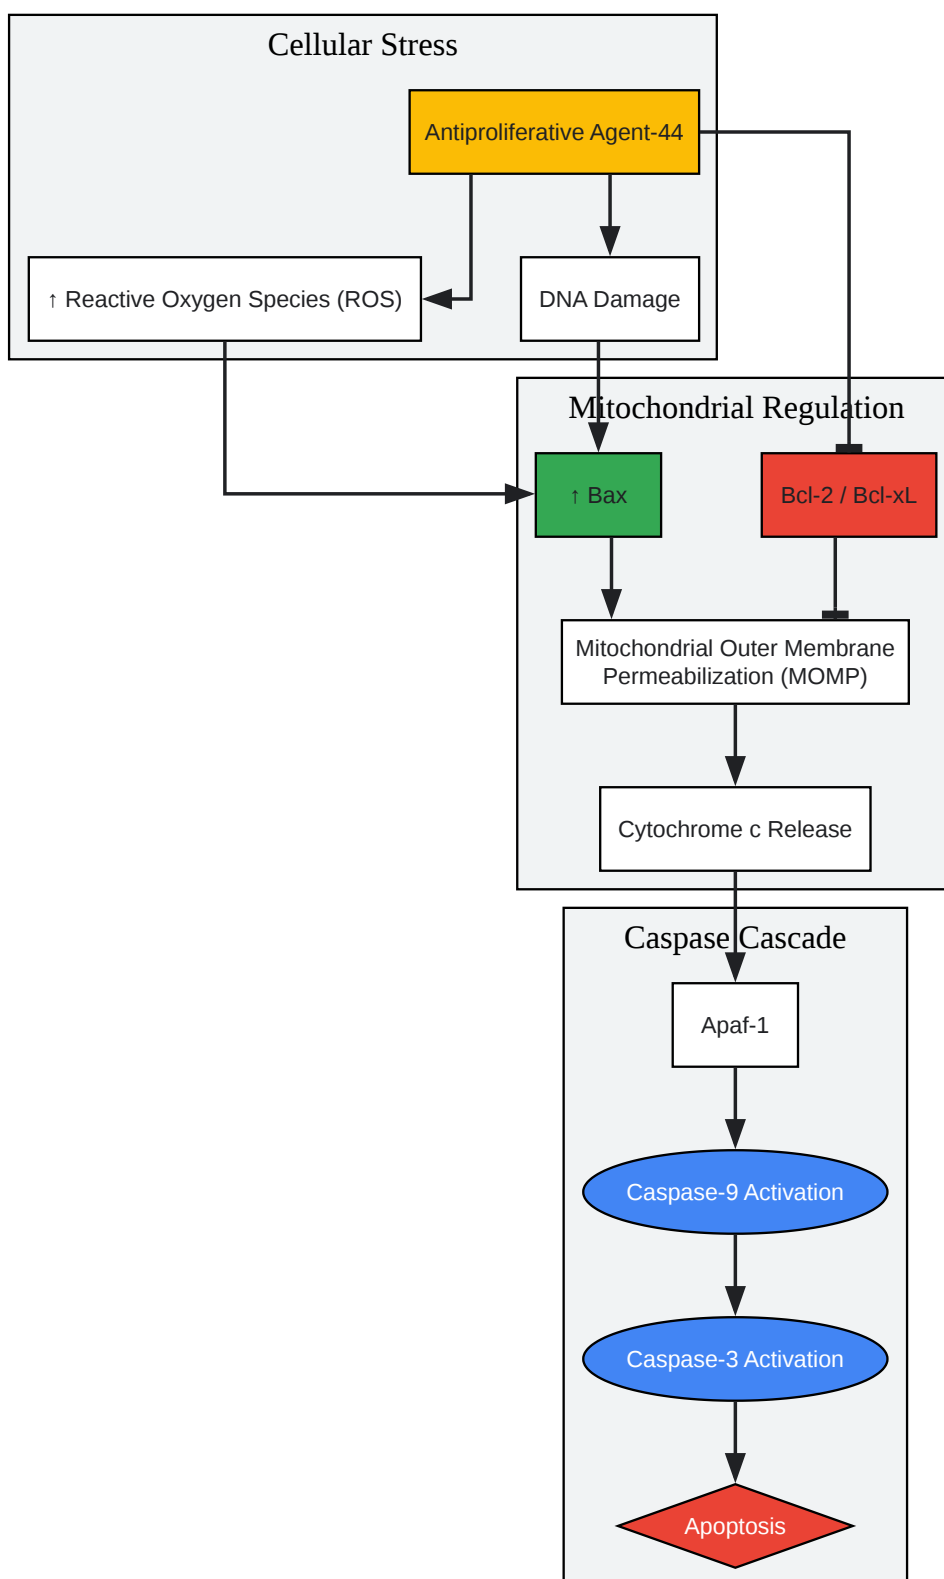 Cellular Stress
Antiproliferative Agent-44
↑ Reactive Oxygen Species (ROS)
DNA Damage
Mitochondrial Regulation
↑ Bax
Bcl-2 / Bcl-xL
Mitochondrial Outer Membrane
Permeabilization (MOMP)
Cytochrome c Release
Caspase Cascade
Apaf-1
Caspase-9 Activation
Caspase-3 Activation
Apoptosis